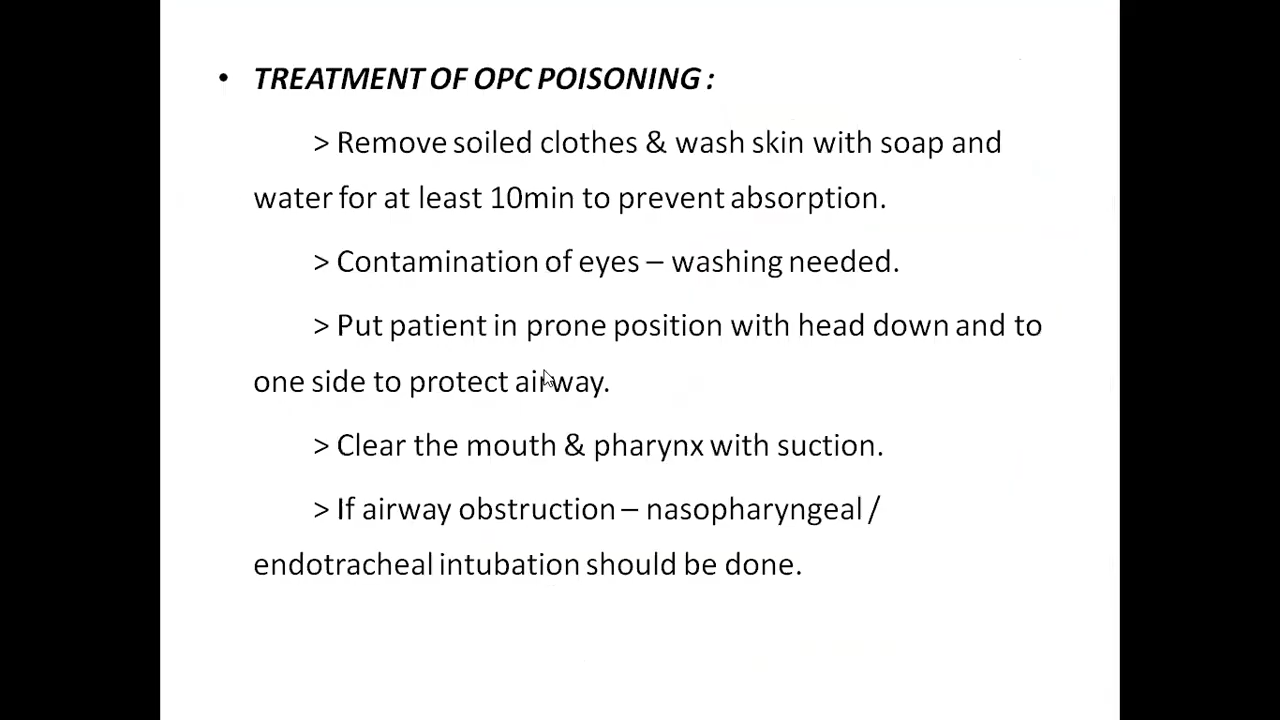 • TREATMENT OF OPC POISONING :
> Remove soiled clothes & wash skin with soap and
water for at least 10min to prevent absorption.
> Contamination of eyes – washing needed.
> Put patient in prone position with head down and to
one side to protect airway.
> Clear the mouth & pharynx with suction.
> If airway obstruction – nasopharyngeal /
endotracheal intubation should be done.